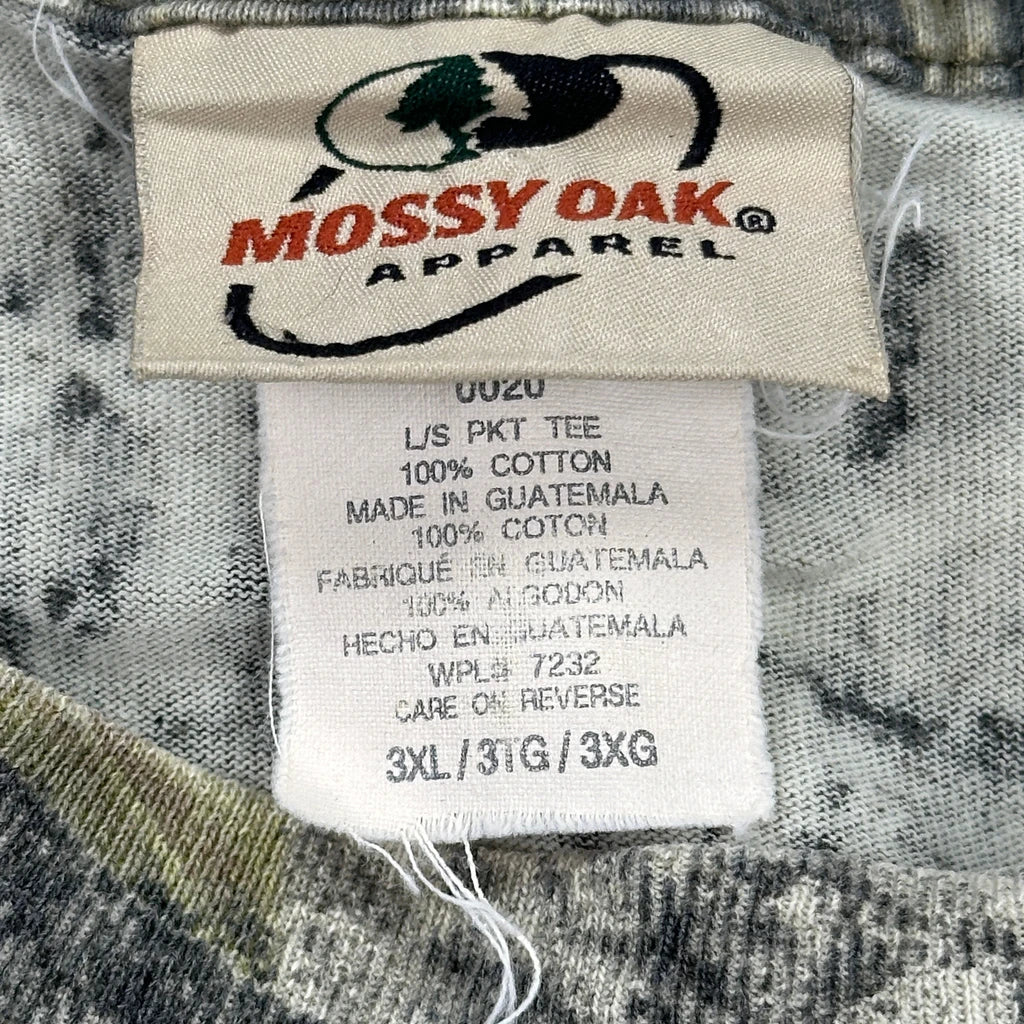 MOSSY OAK®
APPAREL
0020
L/S PKT TEE
100% COTTON
MADE IN GUATEMALA
100% COTON
FABRIQUÉ EN GUATEMALA
100% ALGODON
HECHO EN GUATEMALA
WPL® 7232
CARE ON REVERSE
3XL/3TG/3XG